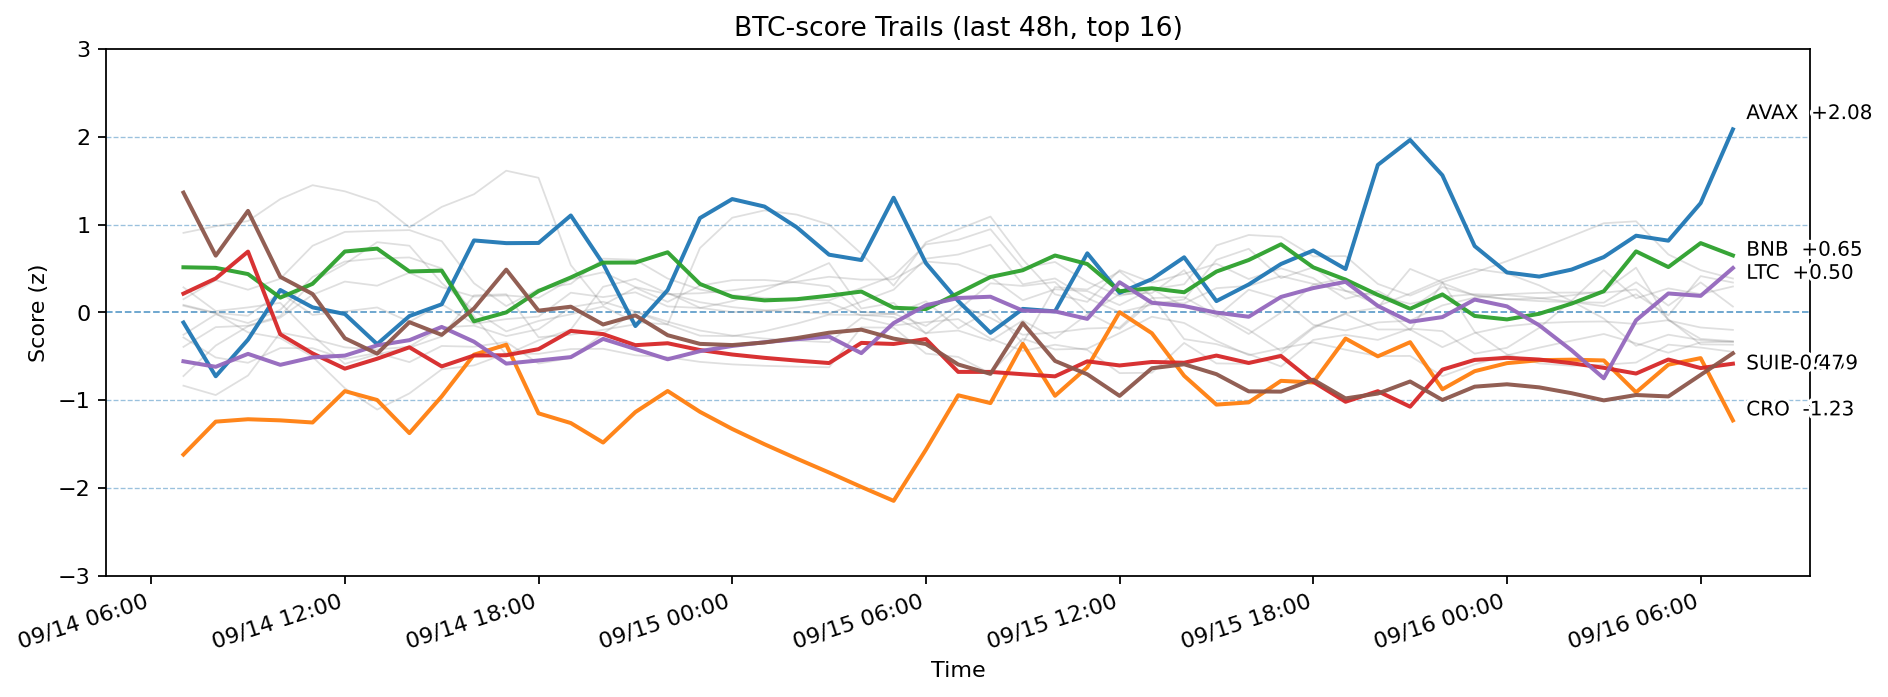 BTC-score Trails (last 48h, top 16)
Score (z)
3
2
1
0
−1
−2
−3
AVAX +2.08
BNB +0.65
LTC +0.50
CRO -1.23
09/14 06:00
09/14 12:00
09/14 18:00
09/15 00:00
09/15 06:00
09/15 12:00
09/15 18:00
09/16 00:00
09/16 06:00
Time